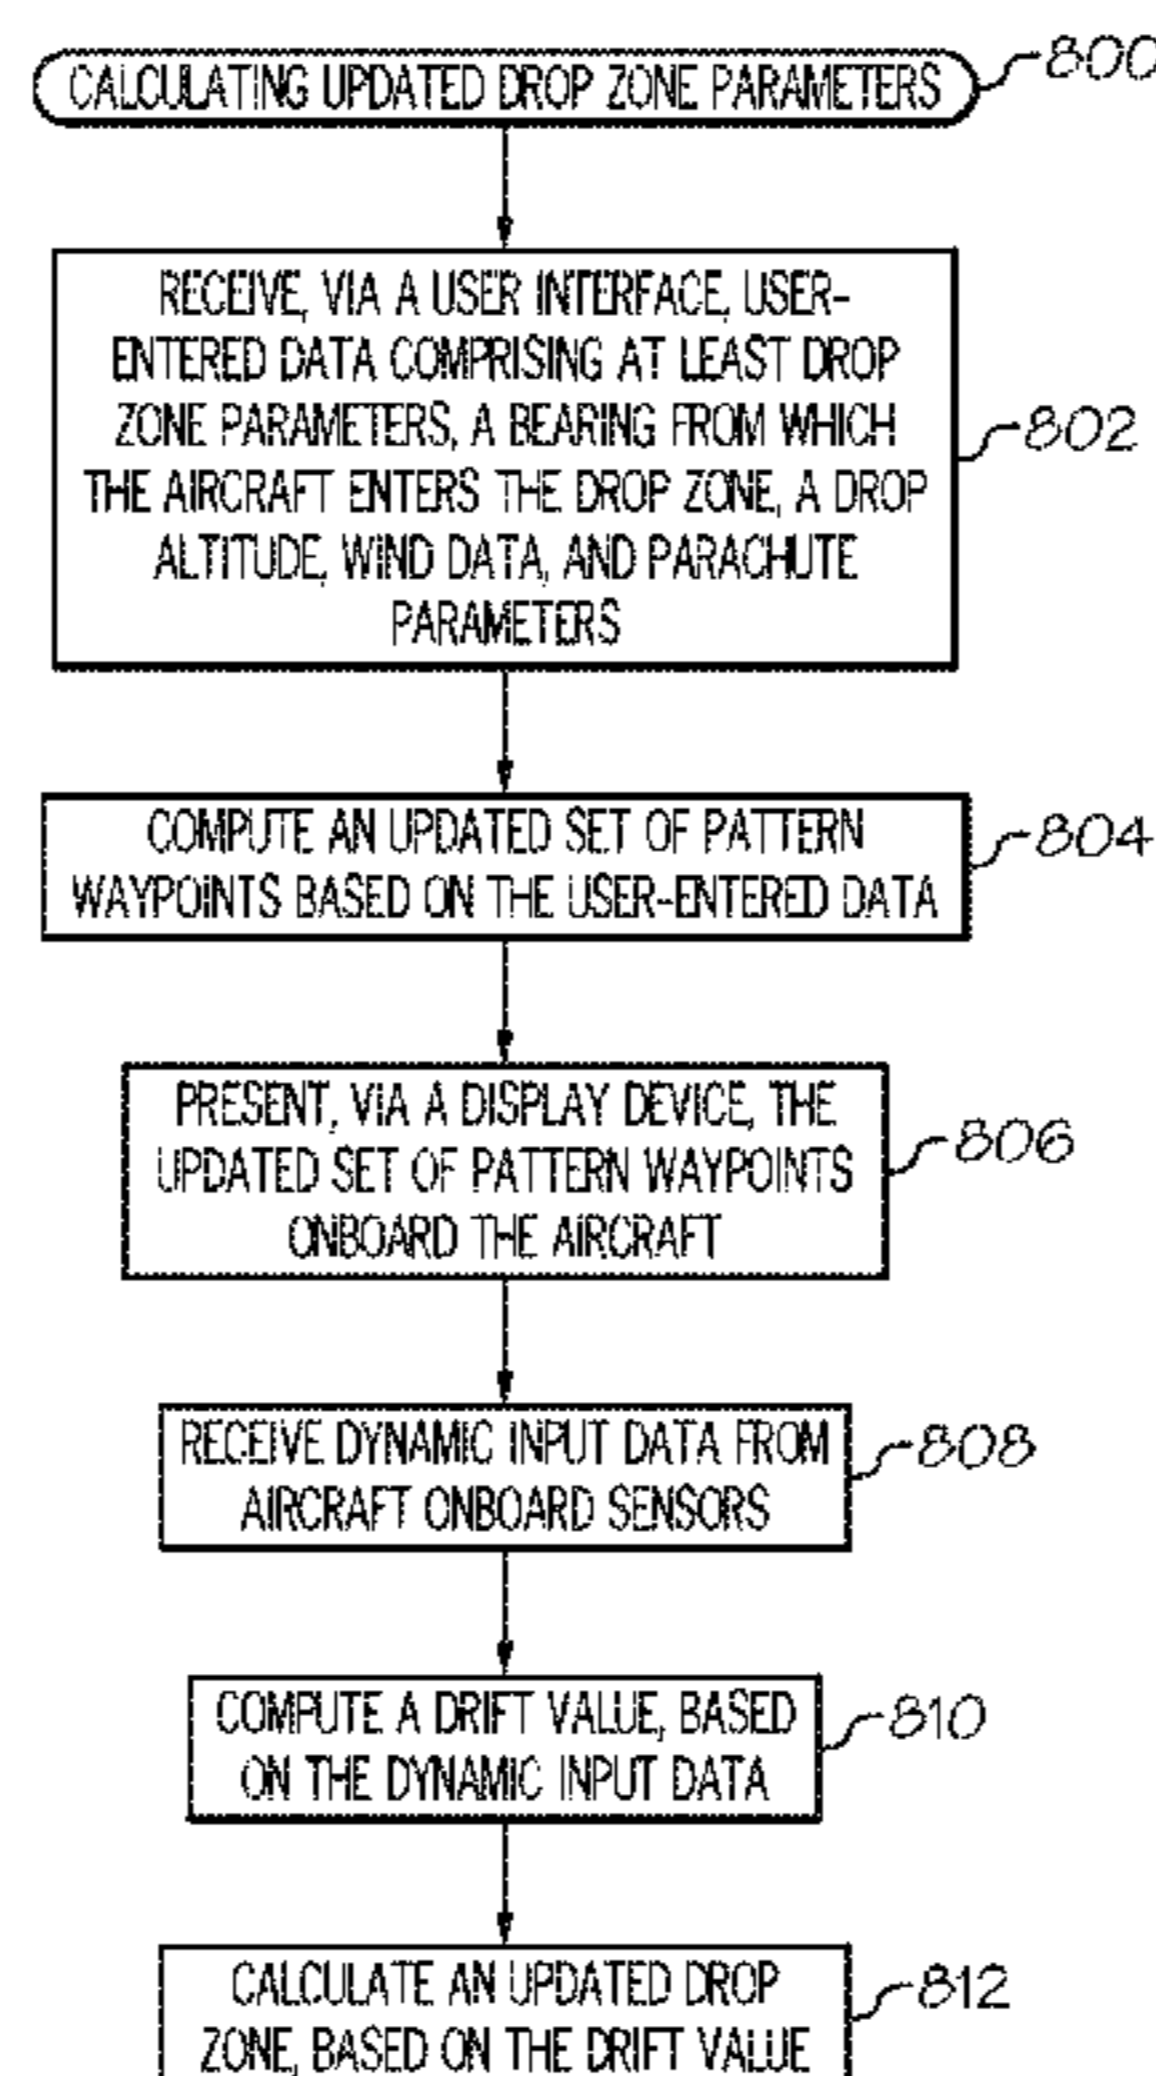 CALCULATING UPDATED DROP ZONE PARAMETERS
800
RECEIVE, VIA A USER INTERFACE, USER-
ENTERED DATA COMPRISING AT LEAST DROP
ZONE PARAMETERS, A BEARING FROM WHICH
THE AIRCRAFT ENTERS THE DROP ZONE, A DROP
ALTITUDE, WIND DATA, AND PARACHUTE
PARAMETERS
802
COMPUTE AN UPDATED SET OF PATTERN
WAYPOINTS BASED ON THE USER-ENTERED DATA
804
PRESENT, VIA A DISPLAY DEVICE, THE
UPDATED SET OF PATTERN WAYPOINTS
ONBOARD THE AIRCRAFT
806
RECEIVE DYNAMIC INPUT DATA FROM
AIRCRAFT ONBOARD SENSORS
808
COMPUTE A DRIFT VALUE, BASED
ON THE DYNAMIC INPUT DATA
810
CALCULATE AN UPDATED DROP
ZONE, BASED ON THE DRIFT VALUE
812